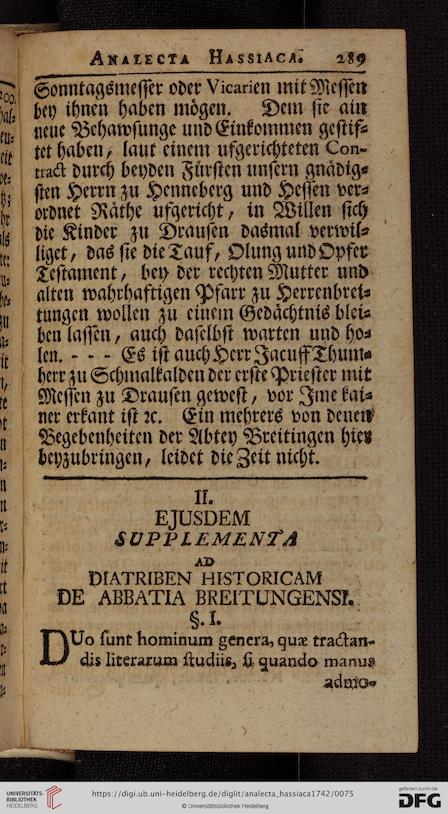 ANALECTA HASSIACA. 289
Sonntagsmesser oder Vicarien mit Messen
bey ihnen haben mögen. Dem sie ain
neue Behawsunge und Einkommen gestif-
tet haben, laut einem ufgerichteten Con-
tract durch beyden Fürsten unsern gnädig-
sten Herrn zu Henneberg und Hessen ver-
ordnet Räthe ufgericht, in Willen sich
die Kinder zu Drausen dasmal verwil-
liget, das sie die Tauf, Olung und Opfer
Testament, bey der rechten Mutter und
alten wahrhaftigen Pfarr zu Herrenbrei-
tungen wollen zu einem Gedächtnis blei-
ben lassen, auch daselbst warten und ho-
len. - - - Es ist auch Herr Jacuff Thum-
herr zu Schmalkalden der erste Priester mit
Messen zu Drausen gewest, vor Jme kai-
ner erkant ist ꝛc. Ein mehrers von denen
Begebenheiten der Abtey Breitingen hier
beyzubringen, leidet die Zeit nicht.
II.
EJUSDEM
SUPPLEMENTA
AD
DIATRIBEN HISTORICAM
DE ABBATIA BREITUNGENSI.
§. I.
DUo sunt hominum genera, quæ tractan-
dis literarum studiis, si quando manus
admo-
UNIVERSITÄTS-
BIBLIOTHEK
HEIDELBERG
https://digi.ub.uni-heidelberg.de/diglit/analecta_hassiaca1742/0075
© Universitätsbibliothek Heidelberg
gefördert durch die
DFG